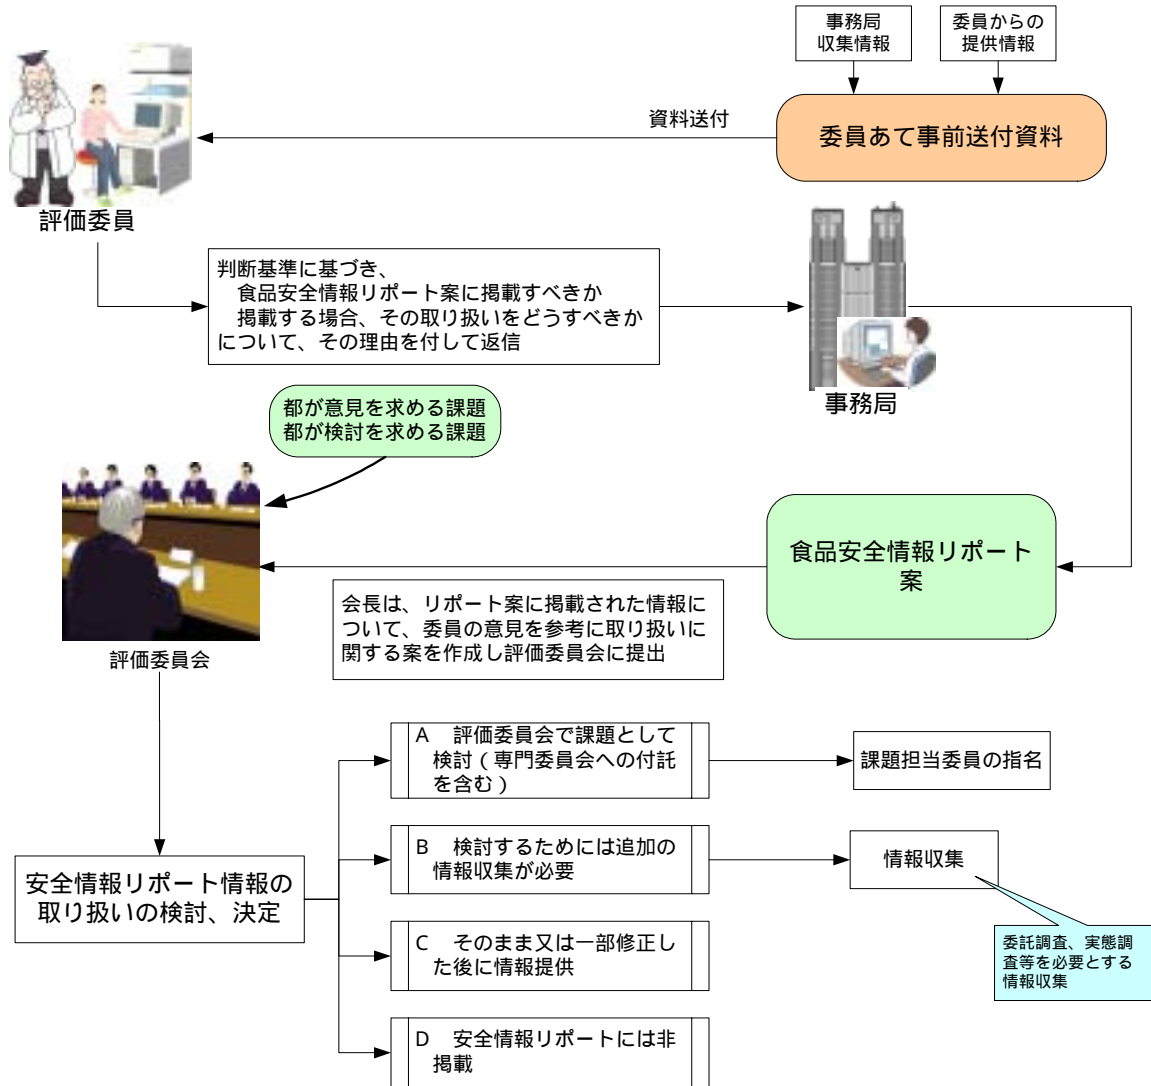 事務局
収集情報
委員からの
提供情報
資料送付
委員あて事前送付資料
評価委員
判断基準に基づき、
　食品安全情報リポート案に掲載すべきか
　掲載する場合、その取り扱いをどうすべきか
について、その理由を付して返信
事務局
都が意見を求める課題
都が検討を求める課題
食品安全情報リポート
案
会長は、リポート案に掲載された情報に
ついて、委員の意見を参考に取り扱いに
関する案を作成し評価委員会に提出
評価委員会
A　評価委員会で課題として
検討（専門委員会への付託
を含む）
課題担当委員の指名
B　検討するためには追加の
情報収集が必要
情報収集
安全情報リポート情報の
取り扱いの検討、決定
委託調査、実態調
査等を必要とする
情報収集
C　そのまま又は一部修正し
た後に情報提供
D　安全情報リポートには非
掲載